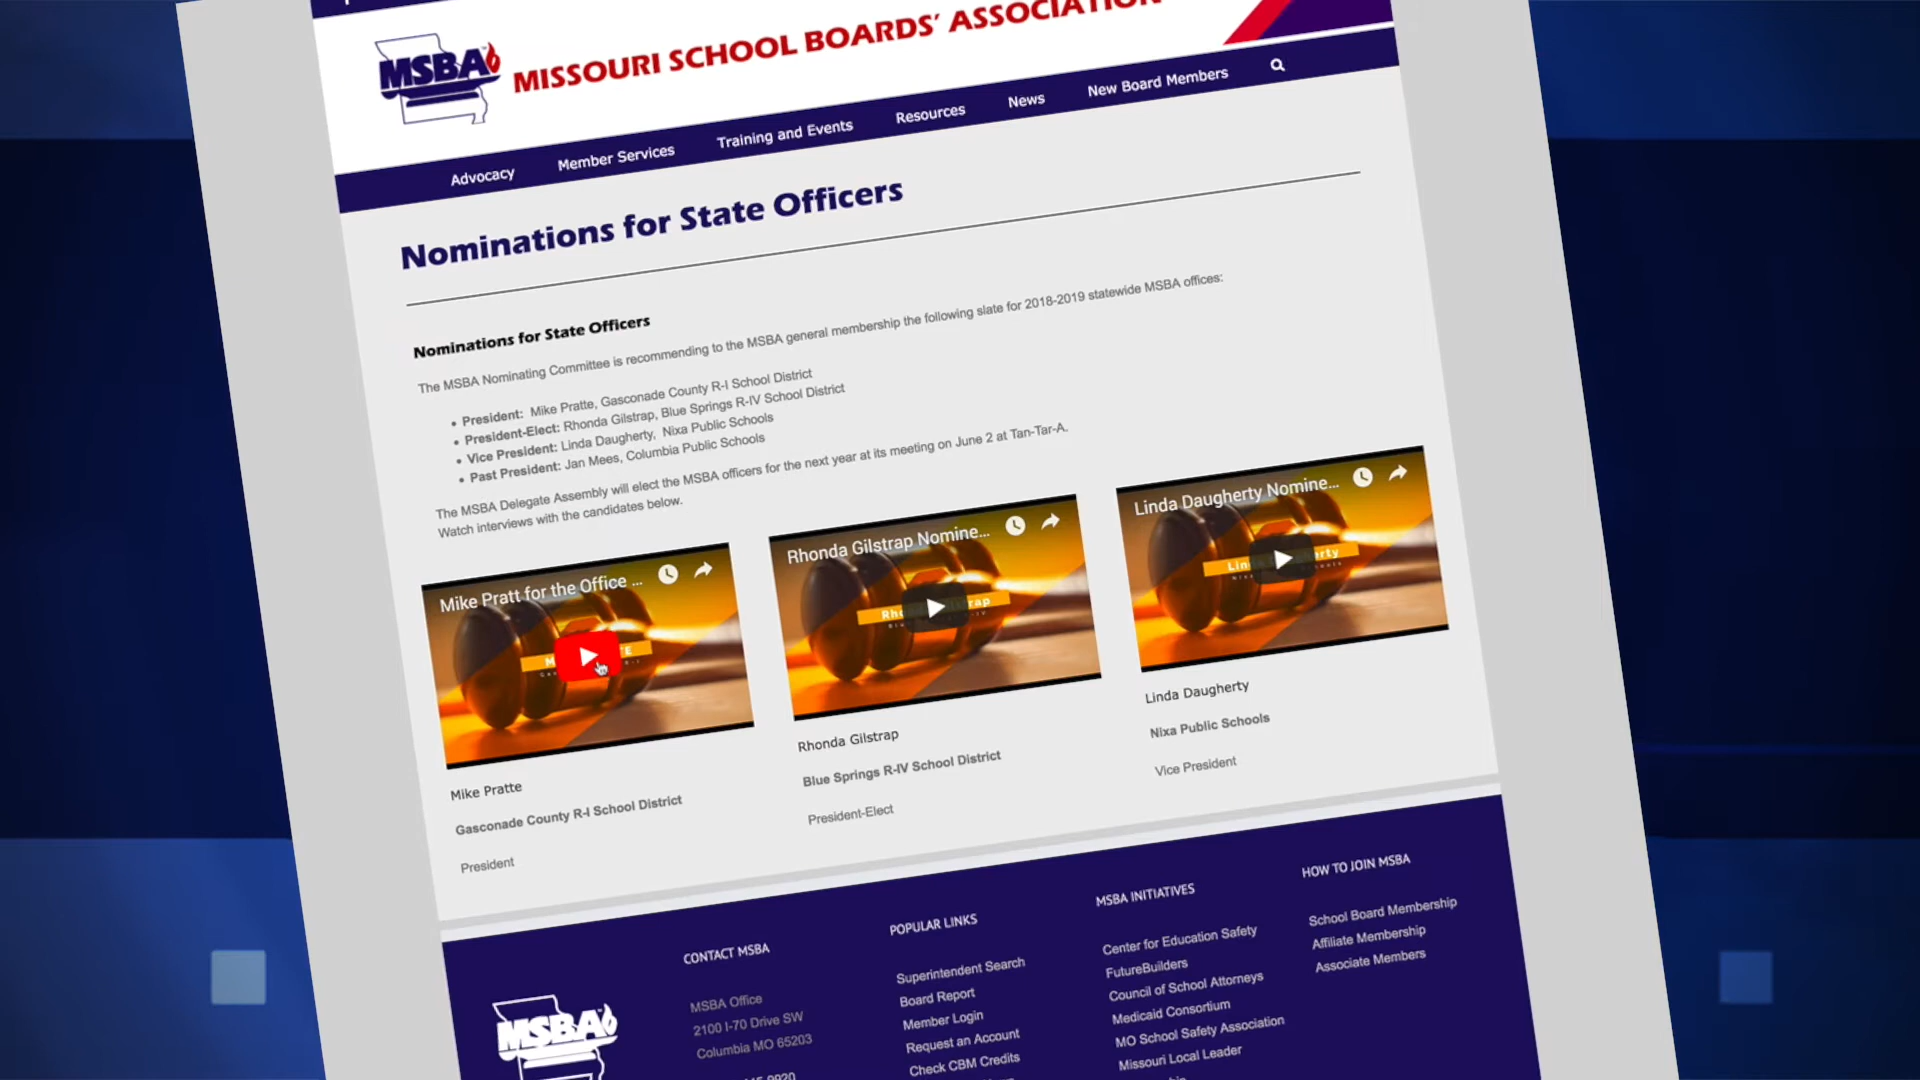 MSBA
MISSOURI SCHOOL BOARDS' ASSOCIATION
Advocacy
Member Services
Training and Events
Resources
News
New Board Members
Nominations for State Officers
Nominations for State Officers
The MSBA Nominating Committee is recommending to the MSBA general membership the following slate for 2018-2019 statewide MSBA offices:
• President: Mike Pratte, Gasconade County R-I School District
• President-Elect: Rhonda Gilstrap, Blue Springs R-IV School District
• Vice President: Linda Daugherty, Nixa Public Schools
• Past President: Jan Mees, Columbia Public Schools
The MSBA Delegate Assembly will elect the MSBA officers for the next year at its meeting on June 2 at Tan-Tar-A.
Watch interviews with the candidates below.
Mike Pratt for the Office ...
Rhonda Gilstrap Nomine...
Linda Daugherty Nomine...
Mike Pratte
Gasconade County R-I School District
President
Rhonda Gilstrap
Blue Springs R-IV School District
President-Elect
Linda Daugherty
Nixa Public Schools
Vice President
MSBA
CONTACT MSBA
MSBA Office
2100 I-70 Drive SW
Columbia MO 65203
POPULAR LINKS
Superintendent Search
Board Report
Member Login
Request an Account
Check CBM Credits
MSBA INITIATIVES
Center for Education Safety
FutureBuilders
Council of School Attorneys
Medicaid Consortium
MO School Safety Association
Missouri Local Leader
HOW TO JOIN MSBA
School Board Membership
Affiliate Membership
Associate Members